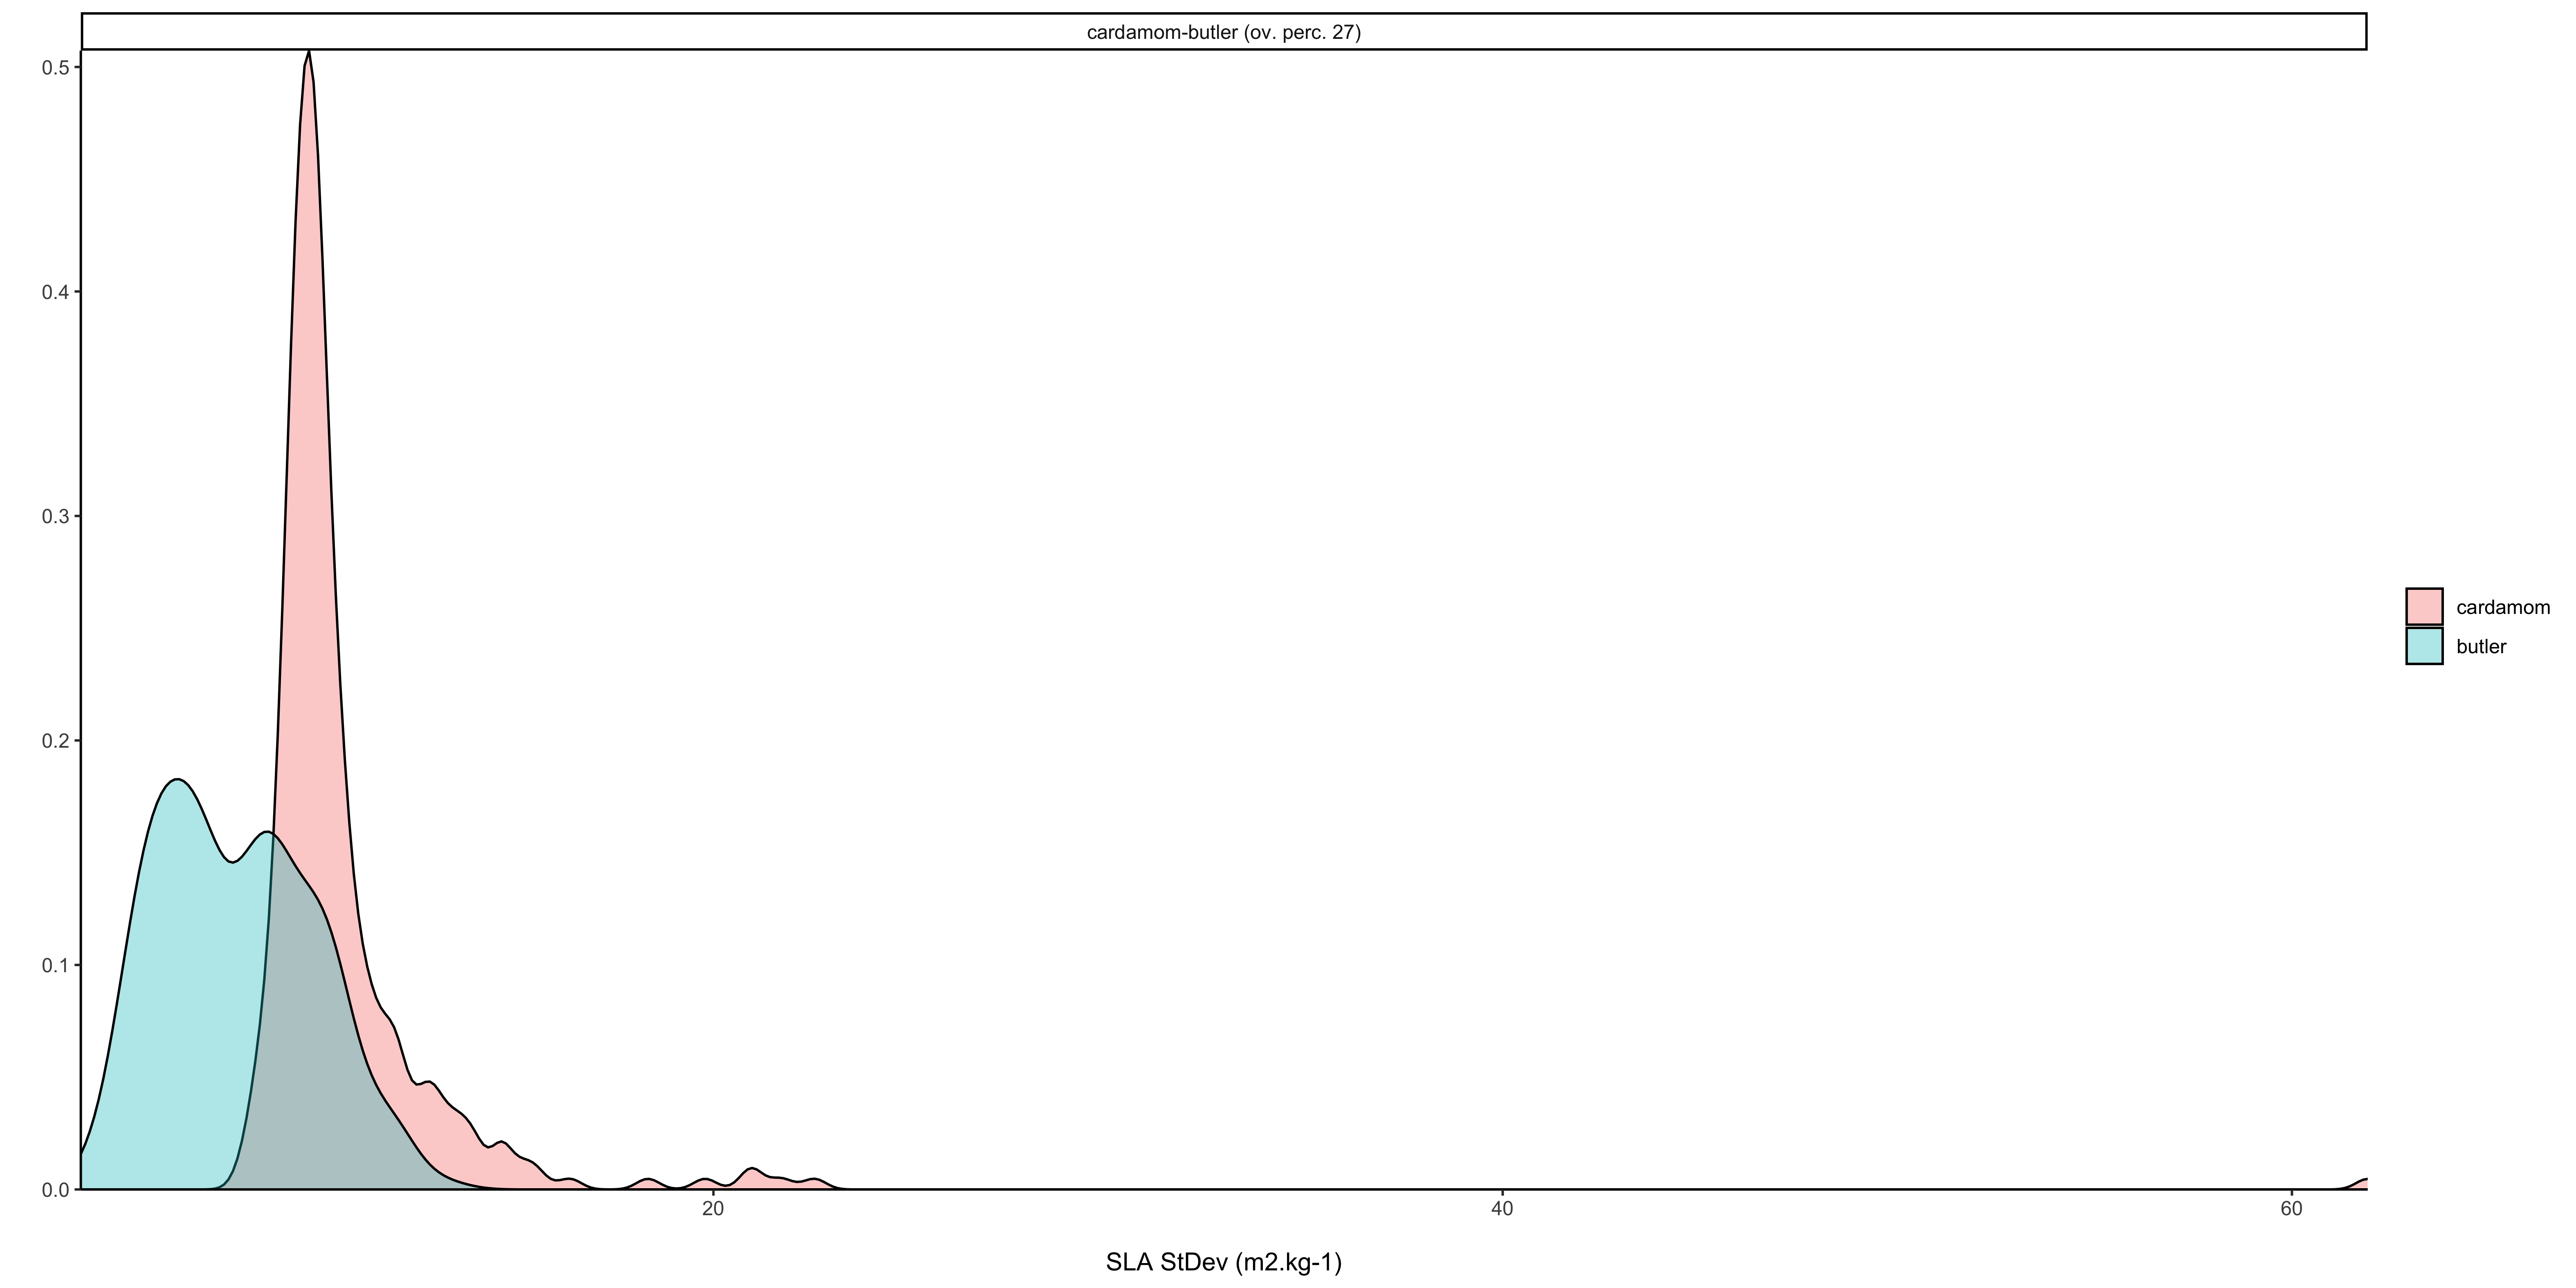 cardamom-butler (ov. perc. 27)
0.5
0.4
0.3
0.2
0.1
0.0
20
40
60
SLA StDev (m2.kg-1)
cardamom
butler